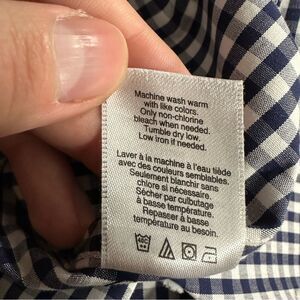 Machine wash warm
with like colors.
Only non-chlorine
bleach when needed.
Tumble dry low.
Low iron if needed.
Laver à la machine à l'eau tiède
avec des couleurs semblables.
Seulement blanchir sans
chlore si nécessaire.
Sécher par culbutage
à basse température.
Repasser à basse
température au besoin.